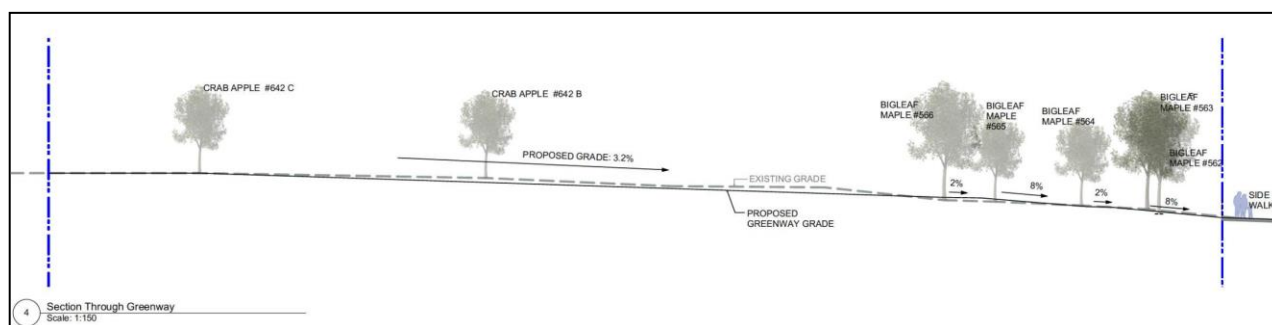 CRAB APPLE #642 C
CRAB APPLE #642 B
BIGLEAF
MAPLE #566
BIGLEAF
MAPLE
#565
BIGLEAF
MAPLE #564
BIGLEAF
MAPLE #563
BIGLEAF
MAPLE #562
PROPOSED GRADE: 3.2%
EXISTING GRADE
2%
8%
2%
8%
SIDE
WALK
PROPOSED
GREENWAY GRADE
4
Section Through Greenway
Scale: 1:150